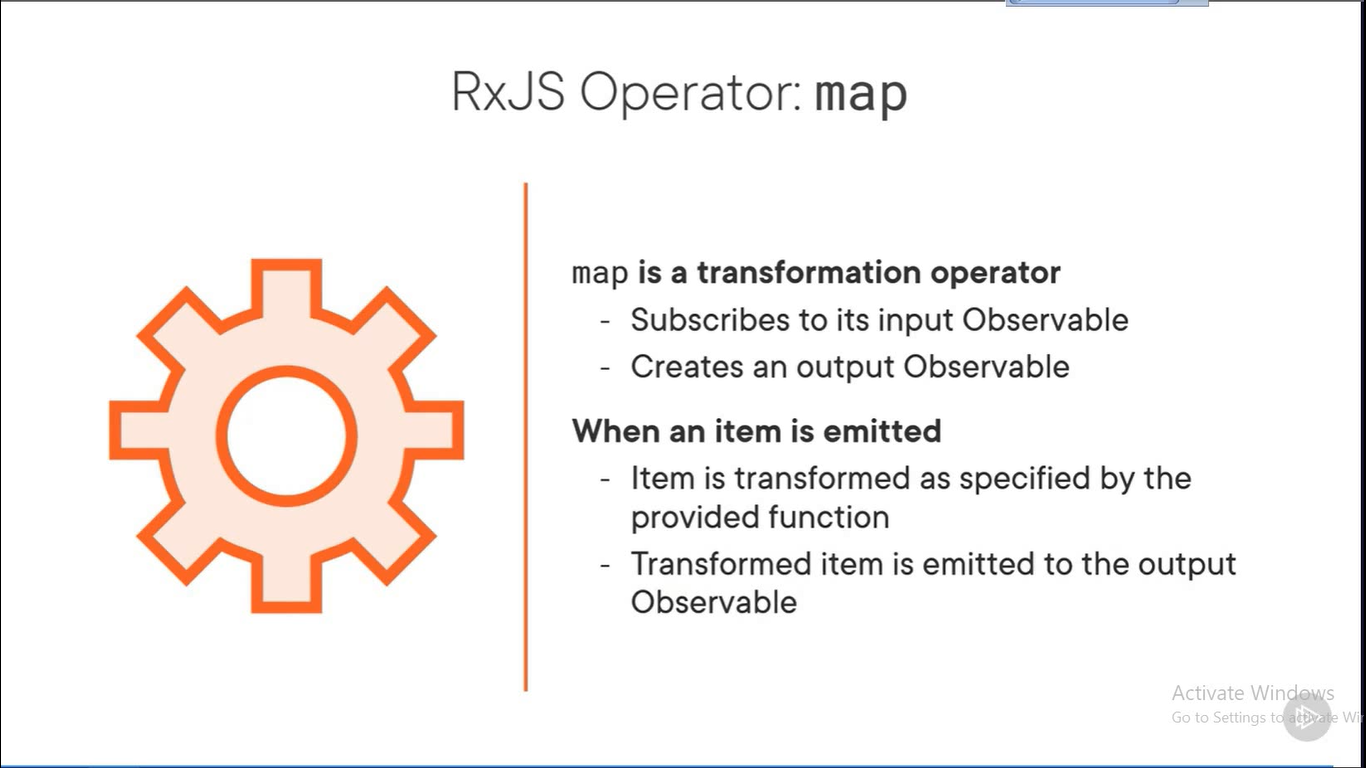 RxJS Operator: map
map is a transformation operator
- Subscribes to its input Observable
- Creates an output Observable
When an item is emitted
- Item is transformed as specified by the
provided function
- Transformed item is emitted to the output
Observable
Activate Windows
Go to Settings to activate Wi